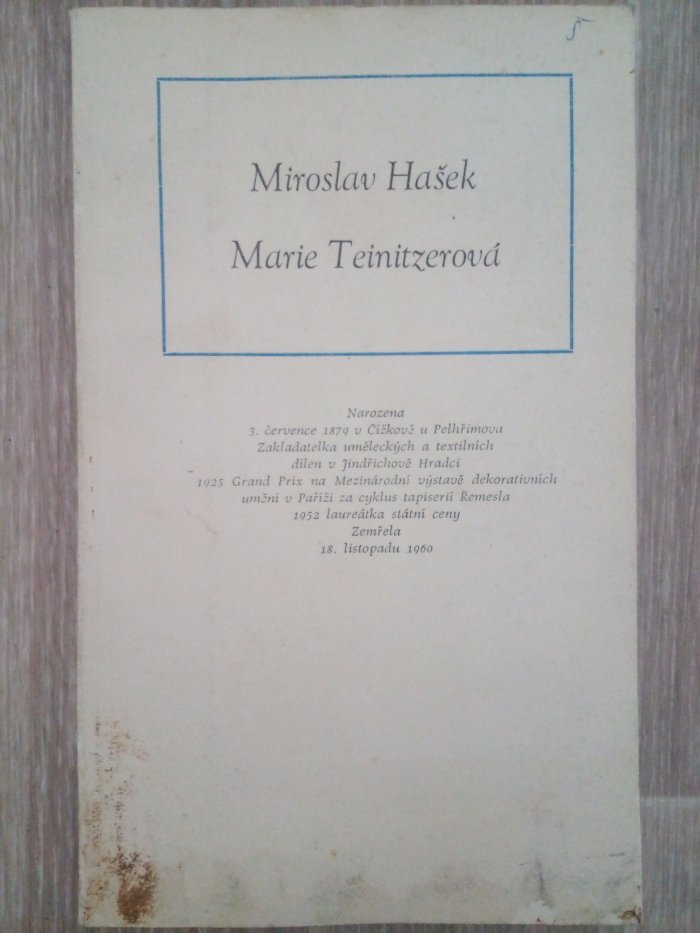 Miroslav Hašek
Marie Teinitzerová
Narozena
3. července 1879 v Čížkově u Pelhřimova
Zakladatelka uměleckých a textilních
dílen v Jindřichově Hradci
1925 Grand Prix na Mezinárodní výstavě dekorativních
umění v Paříži za cyklus tapiserií Řemesla
1952 laureátka státní ceny
Zemřela
18. listopadu 1960